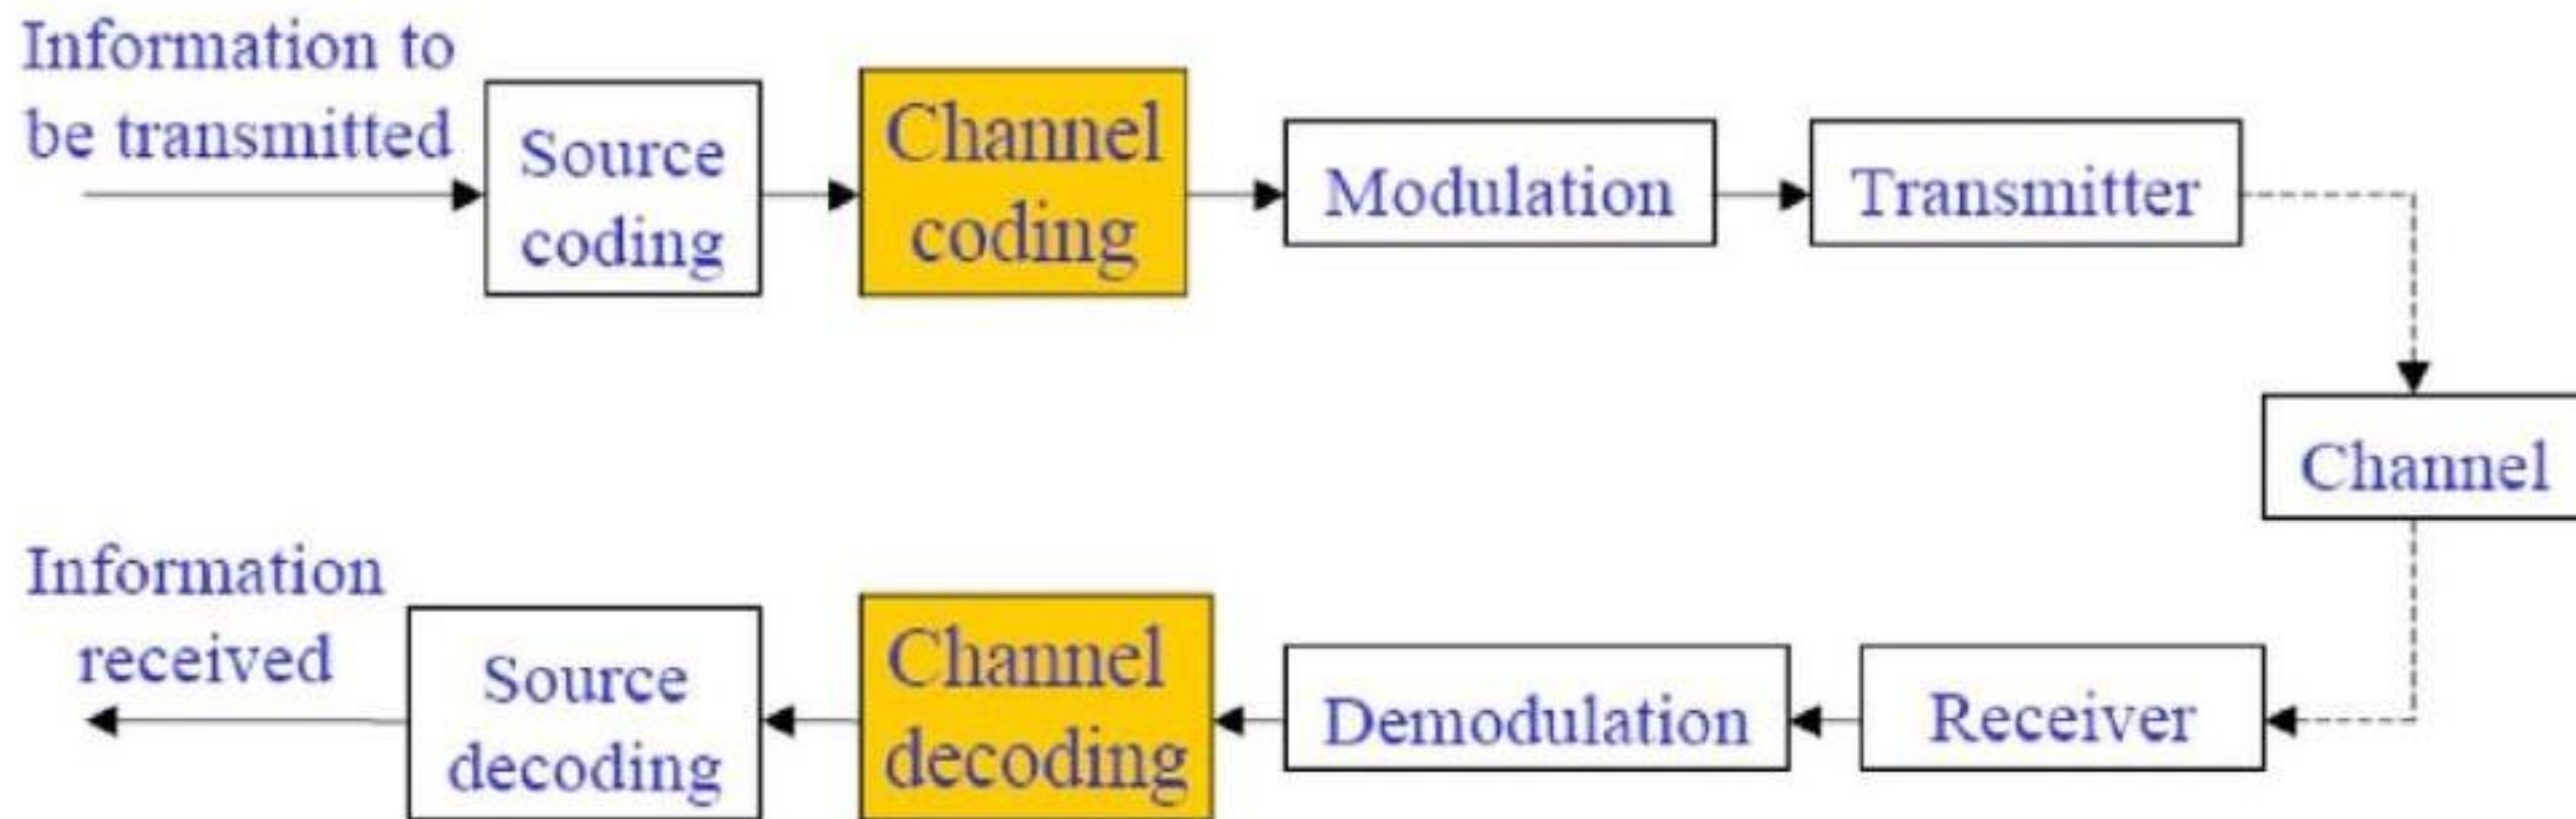 Information to
be transmitted
Source
coding
Channel
coding
Modulation
Transmitter
Channel
Information
received
Source
decoding
Channel
decoding
Demodulation
Receiver